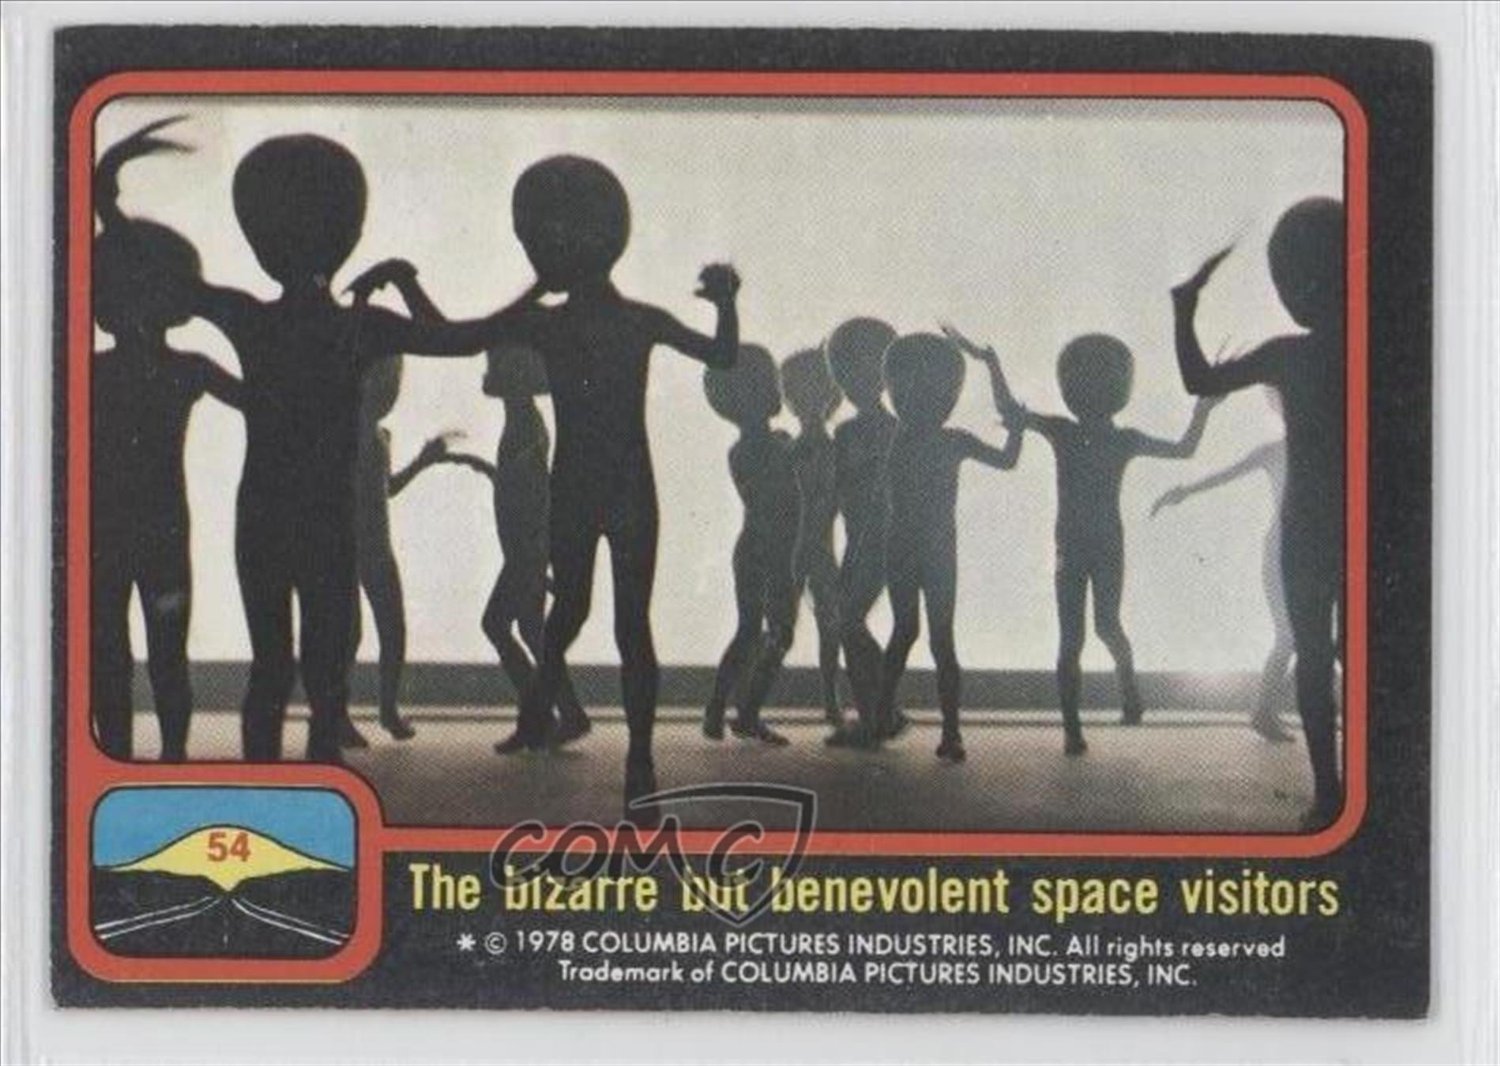 54
The bizarre but benevolent space visitors
* © 1978 COLUMBIA PICTURES INDUSTRIES, INC. All rights reserved
Trademark of COLUMBIA PICTURES INDUSTRIES, INC.
COMC